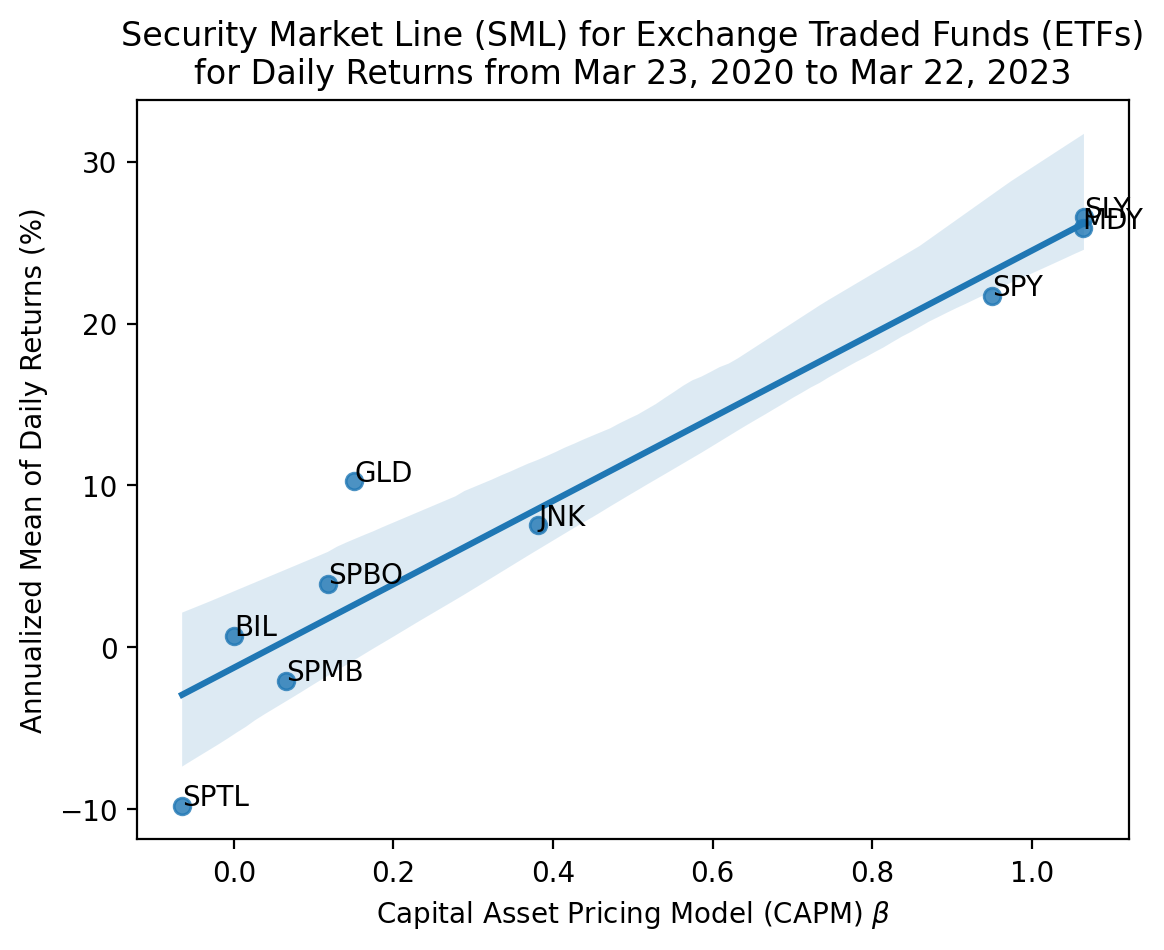 Security Market Line (SML) for Exchange Traded Funds (ETFs)
for Daily Returns from Mar 23, 2020 to Mar 22, 2023
Annualized Mean of Daily Returns (%)
30
20
10
0
−10
SLY
MDY
SPY
GLD
JNK
SPBO
BIL
SPMB
SPTL
0.0 0.2 0.4 0.6 0.8 1.0
Capital Asset Pricing Model (CAPM) β